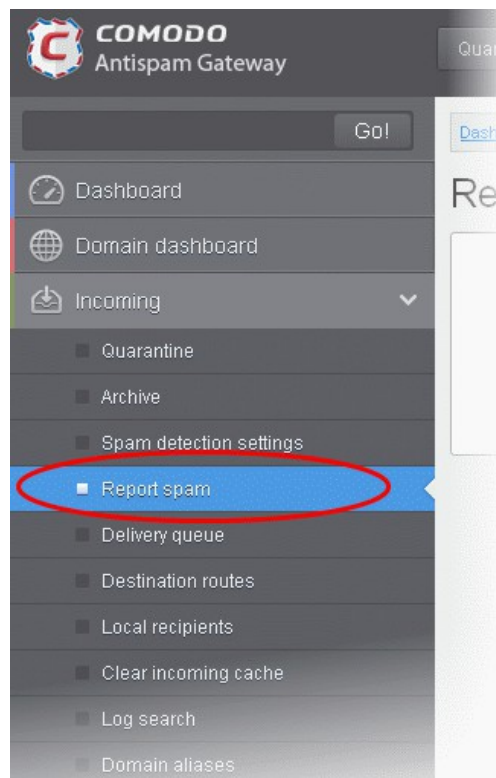 COMODO
Antispam Gateway
Go!
Dashboard
Domain dashboard
Incoming
Quarantine
Archive
Spam detection settings
Report spam
Delivery queue
Destination routes
Local recipients
Clear incoming cache
Log search
Domain aliases